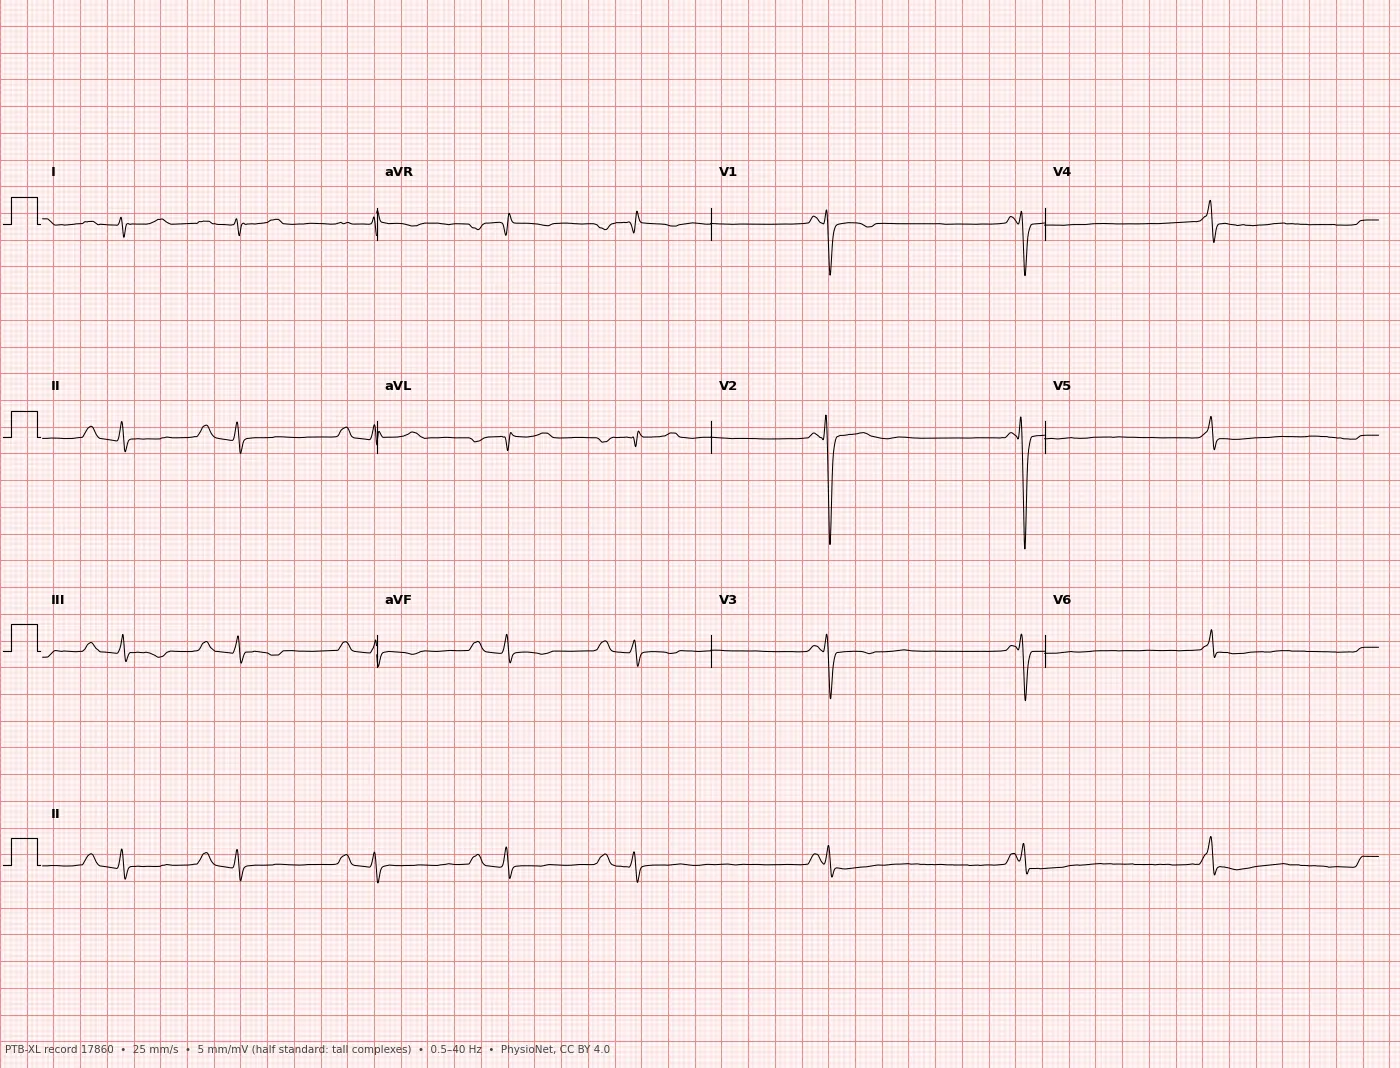 I aVR V1 V4
II aVL V2 V5
III aVF V3 V6
II
PTB-XL record 17860 • 25 mm/s • 5 mm/mV (half standard: tall complexes) • 0.5–40 Hz • PhysioNet, CC BY 4.0